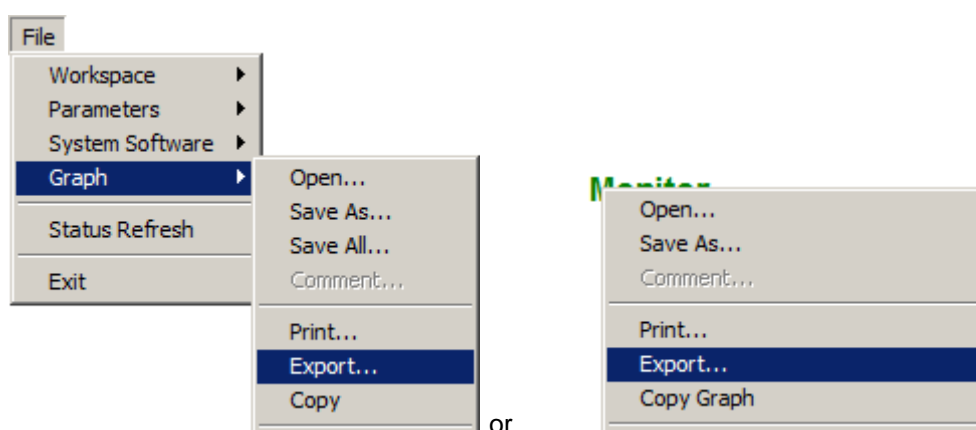 File
Workspace
Parameters
System Software
Graph
Status Refresh
Exit
Open...
Save As...
Save All...
Comment...
Print...
Export...
Copy
or
Monitor
Open...
Save As...
Comment...
Print...
Export...
Copy Graph